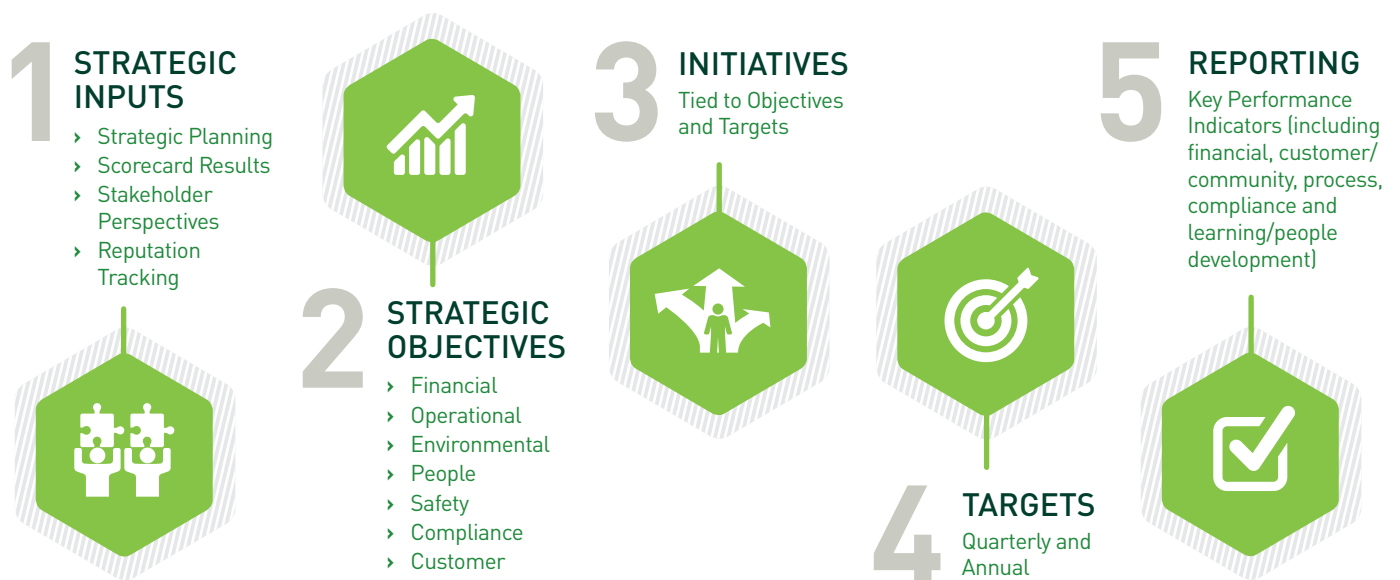 1
STRATEGIC
INPUTS
› Strategic Planning
› Scorecard Results
› Stakeholder
Perspectives
› Reputation
Tracking
2
STRATEGIC
OBJECTIVES
› Financial
› Operational
› Environmental
› People
› Safety
› Compliance
› Customer
3
INITIATIVES
Tied to Objectives
and Targets
4
TARGETS
Quarterly and
Annual
5
REPORTING
Key Performance
Indicators (including
financial, customer/
community, process,
compliance and
learning/people
development)